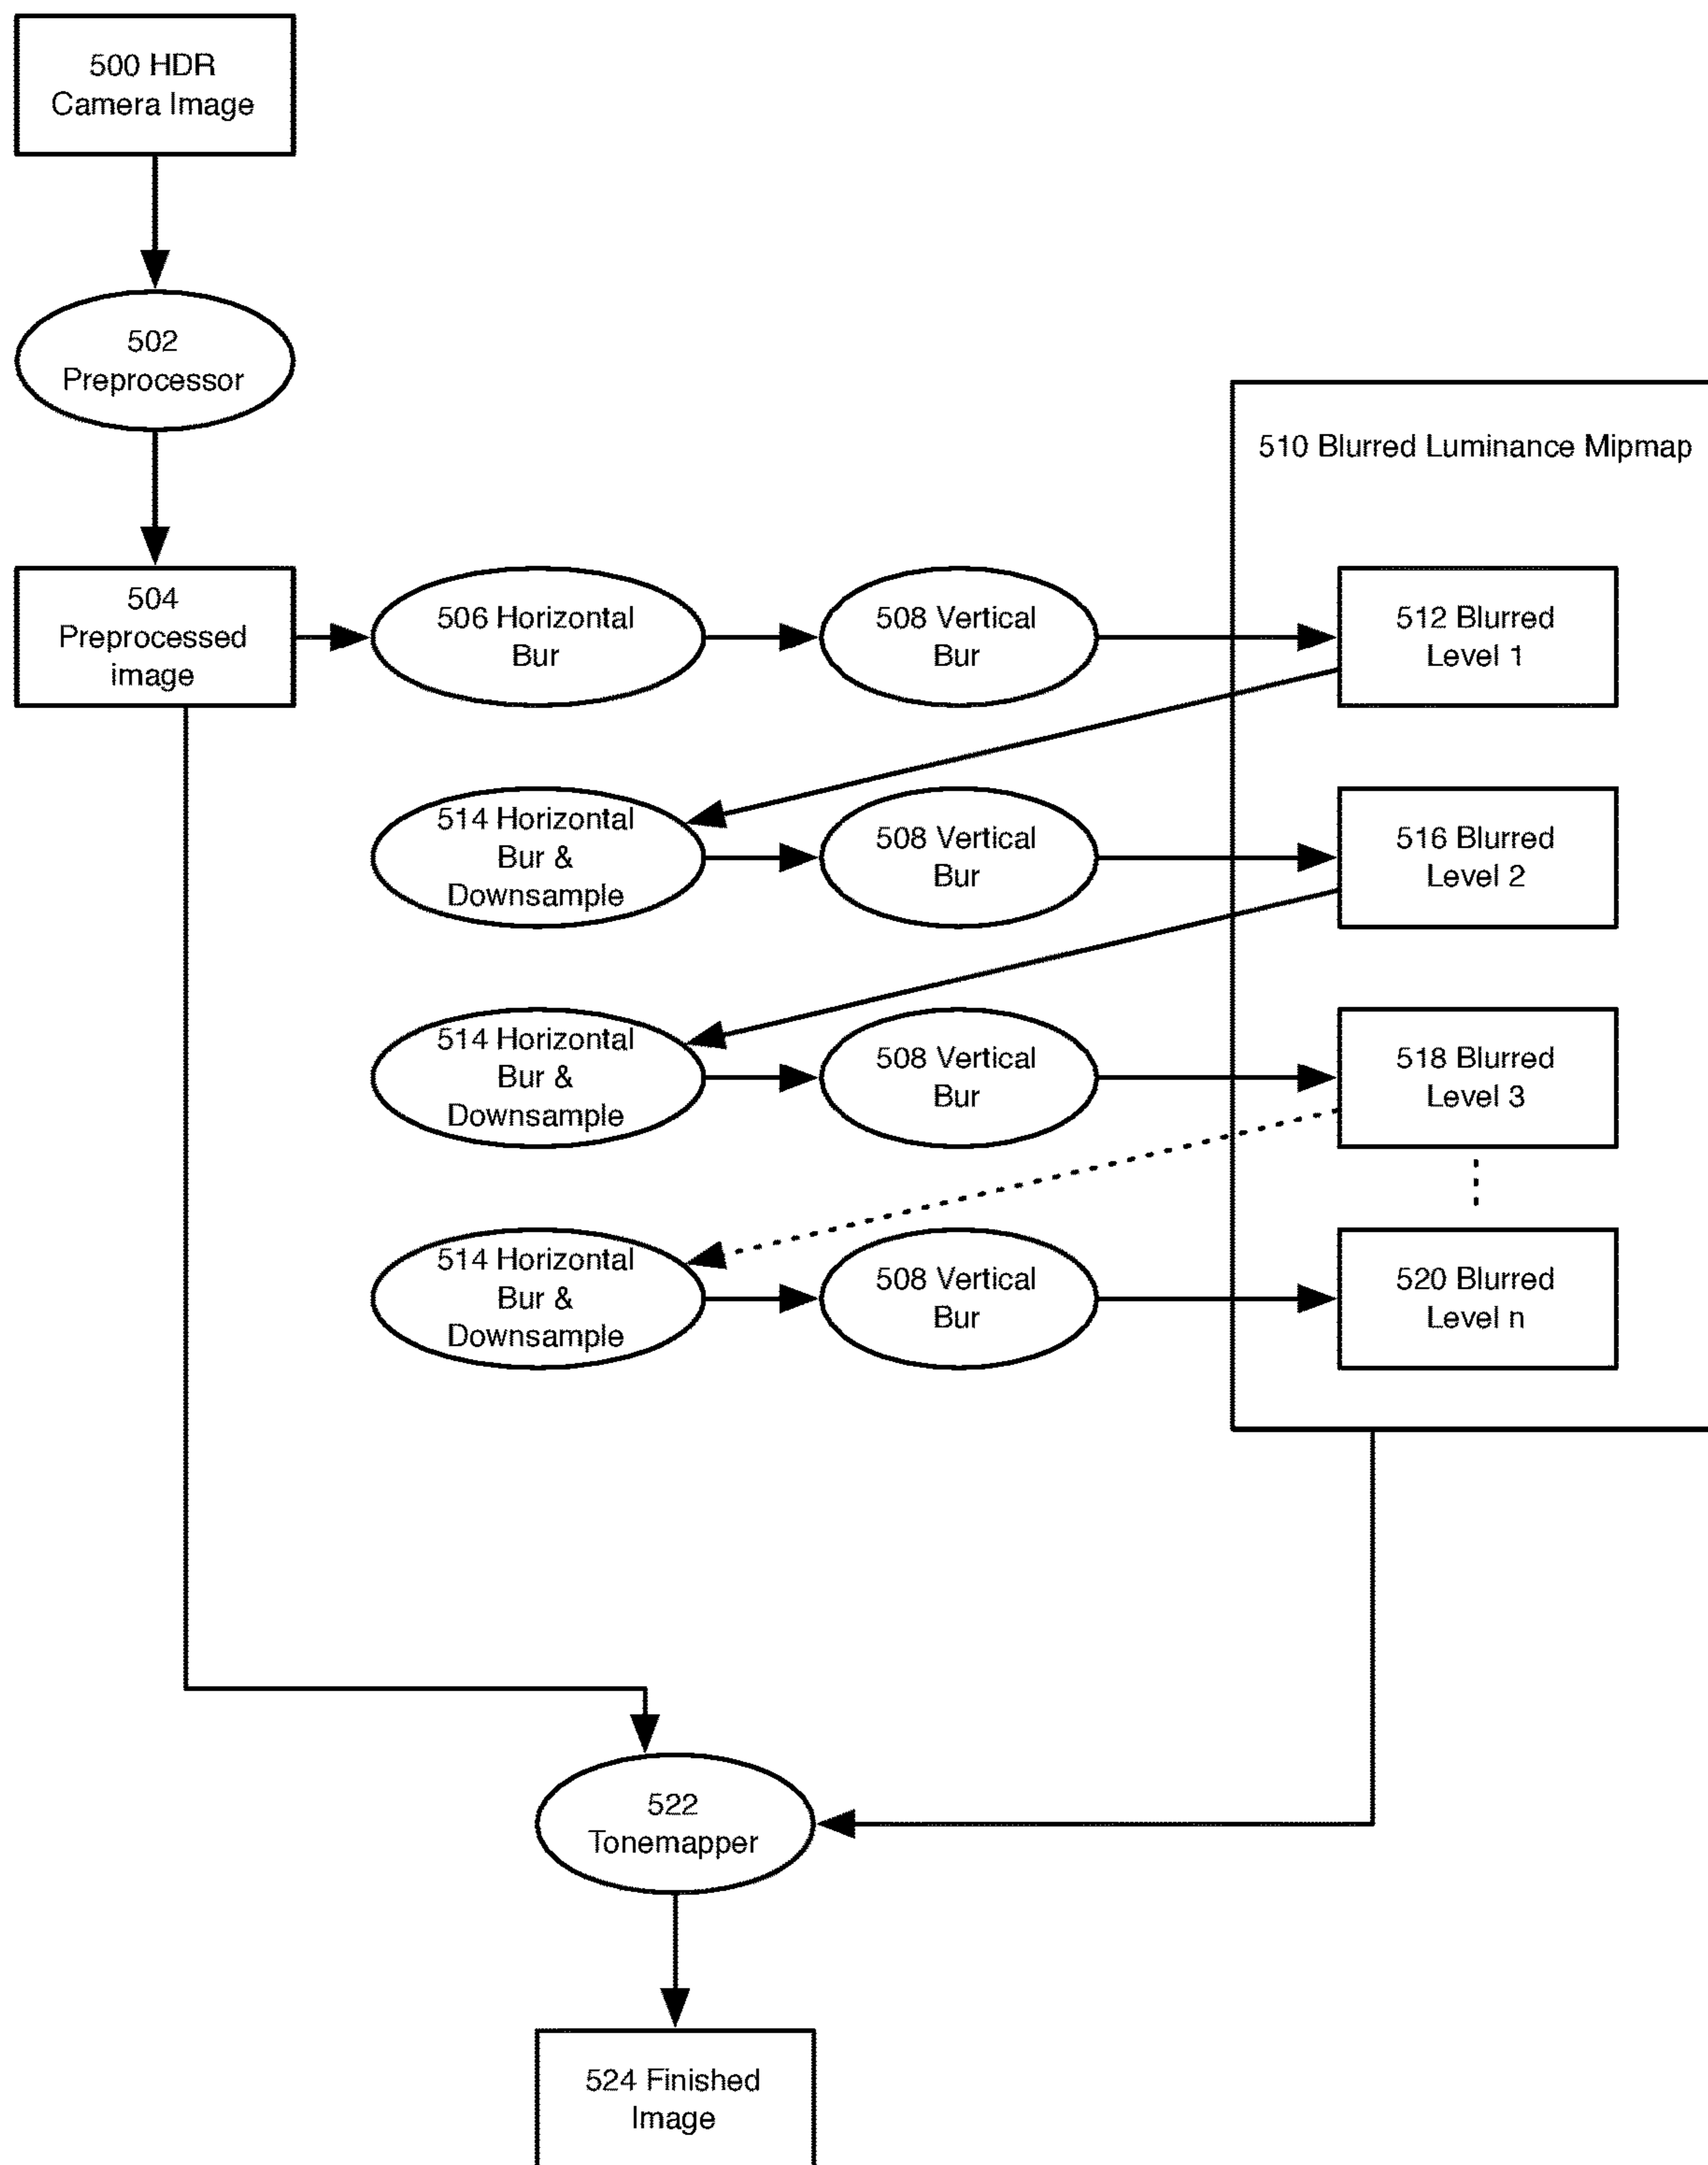 500 HDR
Camera Image
502
Preprocessor
510 Blurred Luminance Mipmap
504
Preprocessed
image
506 Horizontal
Bur
508 Vertical
Bur
512 Blurred
Level 1
514 Horizontal
Bur &
Downsample
508 Vertical
Bur
516 Blurred
Level 2
514 Horizontal
Bur &
Downsample
508 Vertical
Bur
518 Blurred
Level 3
514 Horizontal
Bur &
Downsample
508 Vertical
Bur
520 Blurred
Level n
522
Tonemapper
524 Finished
Image